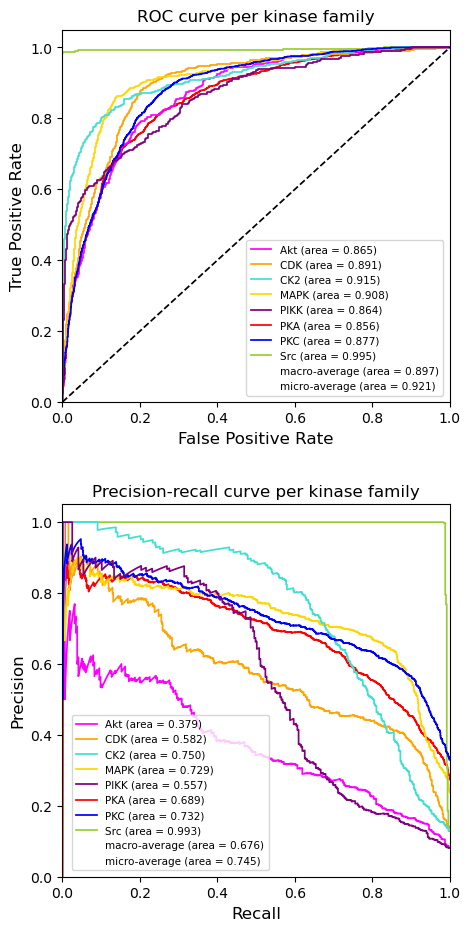 ROC curve per kinase family
1.0
0.8
0.6
0.4
0.2
0.0
True Positive Rate
Akt (area = 0.865)
CDK (area = 0.891)
CK2 (area = 0.915)
MAPK (area = 0.908)
PIKK (area = 0.864)
PKA (area = 0.856)
PKC (area = 0.877)
Src (area = 0.995)
macro-average (area = 0.897)
micro-average (area = 0.921)
0.0 0.2 0.4 0.6 0.8 1.0
False Positive Rate
Precision-recall curve per kinase family
1.0
0.8
0.6
0.4
0.2
0.0
Precision
Akt (area = 0.379)
CDK (area = 0.582)
CK2 (area = 0.750)
MAPK (area = 0.729)
PIKK (area = 0.557)
PKA (area = 0.689)
PKC (area = 0.732)
Src (area = 0.993)
macro-average (area = 0.676)
micro-average (area = 0.745)
0.0 0.2 0.4 0.6 0.8 1.0
Recall